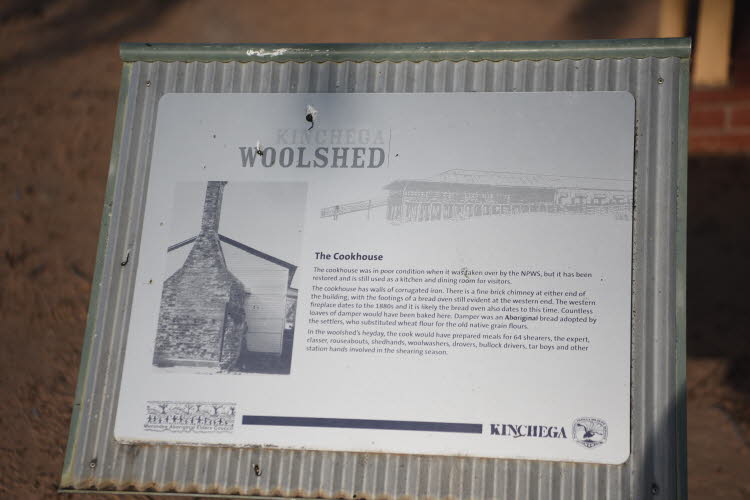 KINCHEGA
WOOLSHED
The Cookhouse
The cookhouse was in poor condition when it was taken over by the NPWS, but it has been
restored and is still used as a kitchen and dining room for visitors.
The cookhouse has walls of corrugated iron. There is a fine brick chimney at either end of
the building, with the footings of a bread oven still evident at the western end. The western
fireplace dates to the 1880s and it is likely the bread oven also dates to this time. Countless
loaves of damper would have been baked here. Damper was an Aboriginal bread adopted by
the settlers, who substituted wheat flour for the old native grain flours.
In the woolshed's heyday, the cook would have prepared meals for 64 shearers, the expert,
classer, rouseabouts, shedhands, woolwashers, drovers, bullock drivers, tar boys and other
station hands involved in the shearing season.
Menindee Aboriginal Elders Council
KINCHEGA